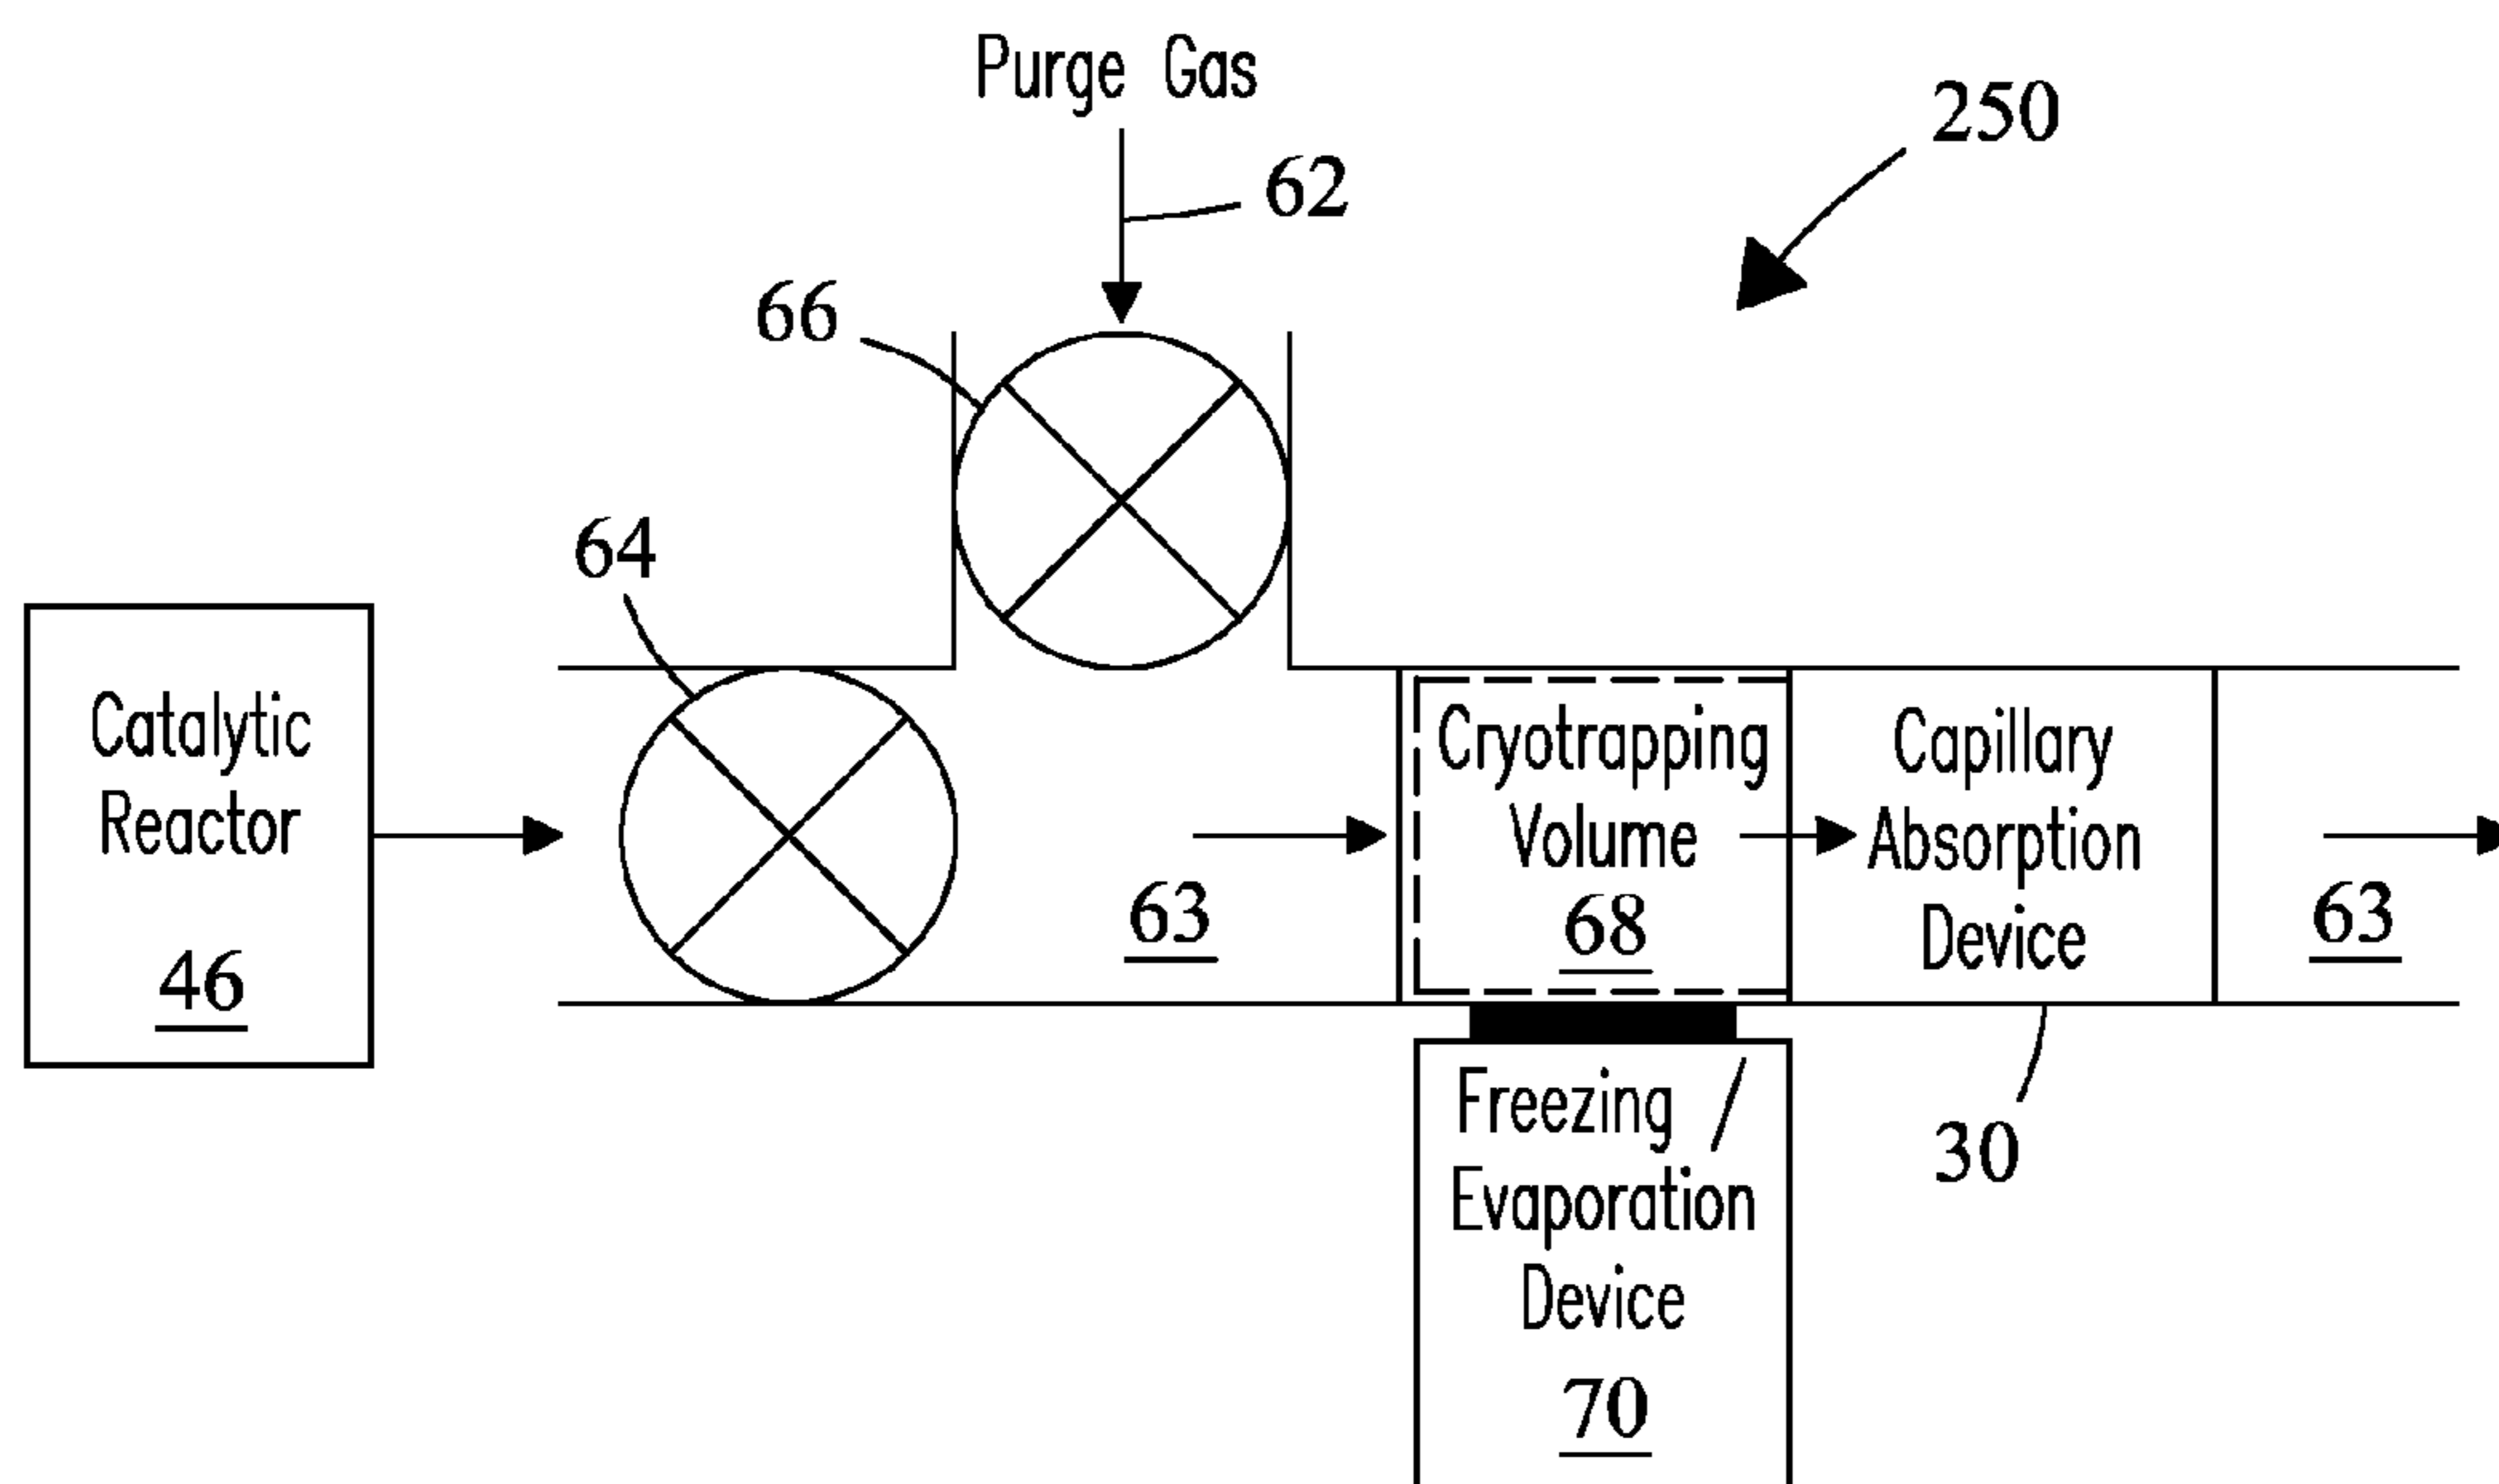 Purge Gas
250
62
66
64
Catalytic
Reactor
46
63
Cryotrapping
Volume
68
Capillary
Absorption
Device
63
30
Freezing /
Evaporation
Device
70